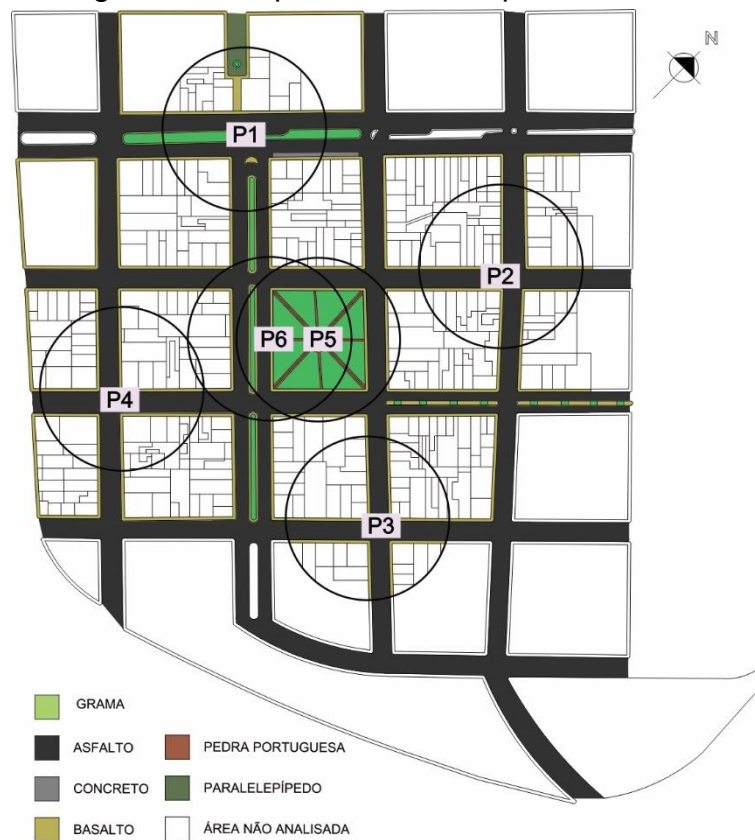 N
P1
P2
P6 P5
P4
P3
GRAMA
ASFALTO PEDRA PORTUGUESA
CONCRETO PARALELEPÍPEDO
BASALTO ÁREA NÃO ANALISADA